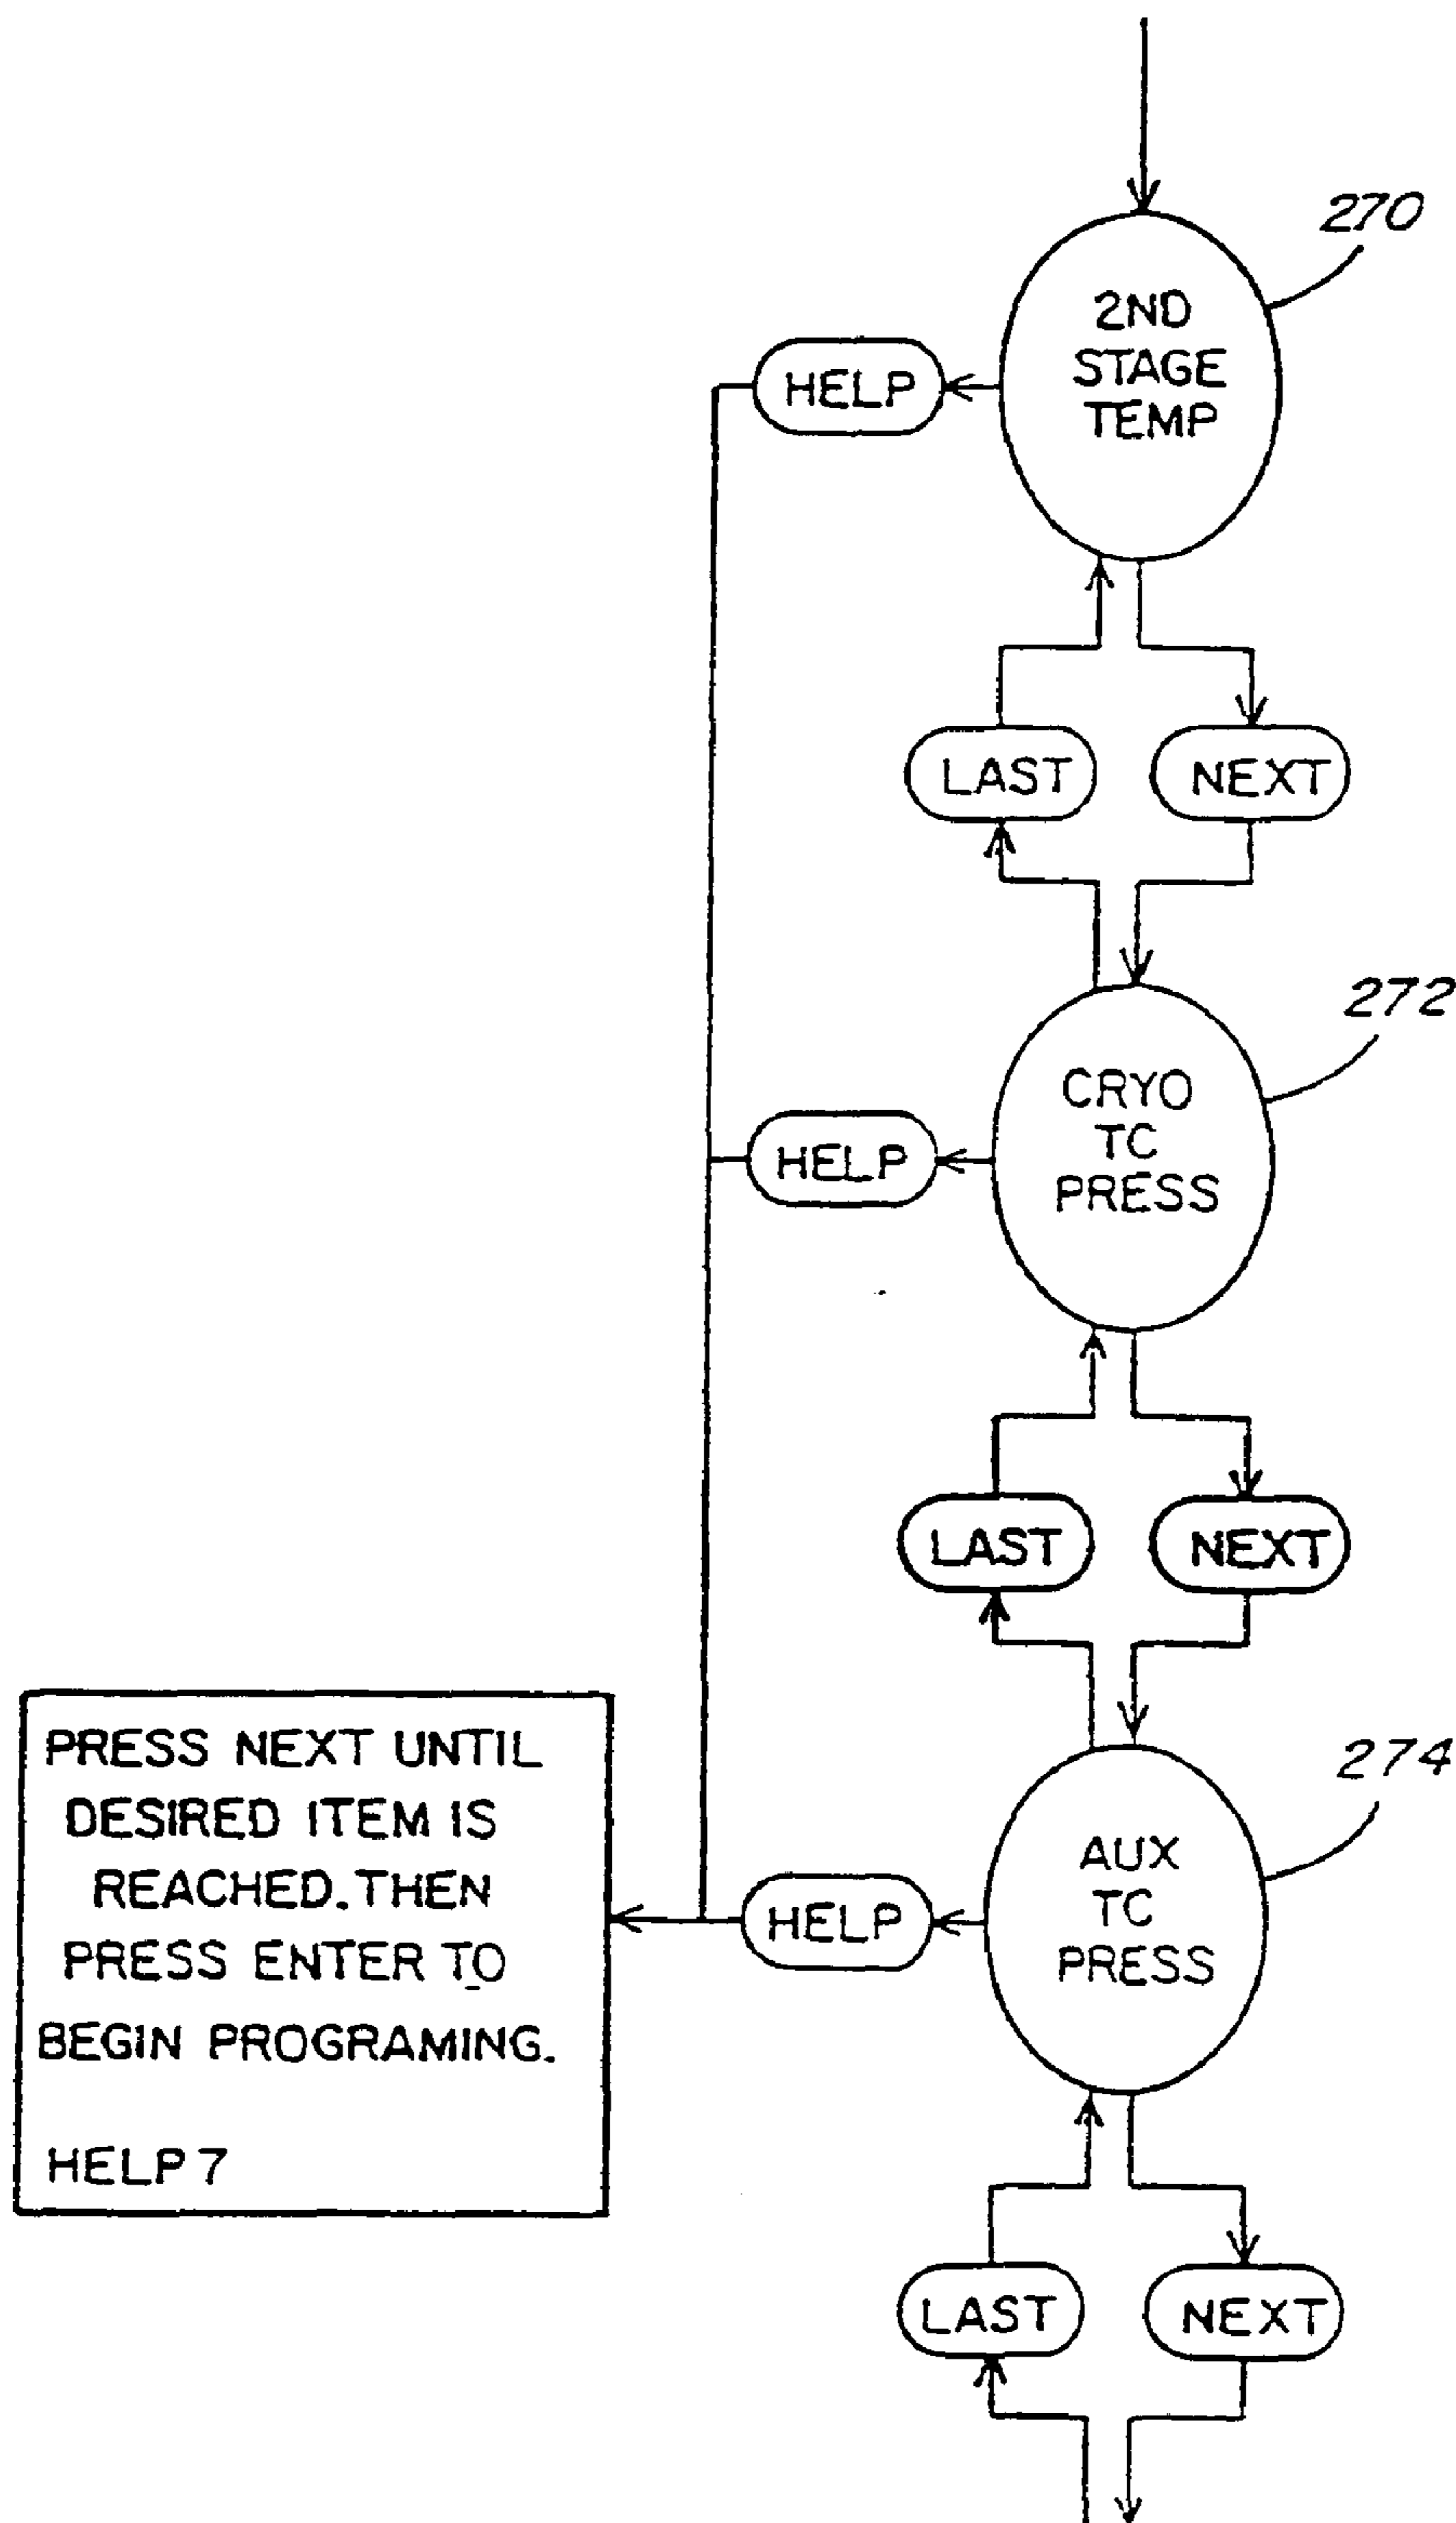 270
2ND
STAGE
TEMP
HELP
LAST
NEXT
272
CRYO
TC
PRESS
HELP
LAST
NEXT
274
AUX
TC
PRESS
HELP
PRESS NEXT UNTIL
DESIRED ITEM IS
REACHED. THEN
PRESS ENTER TO
BEGIN PROGRAMING.
HELP 7
LAST
NEXT